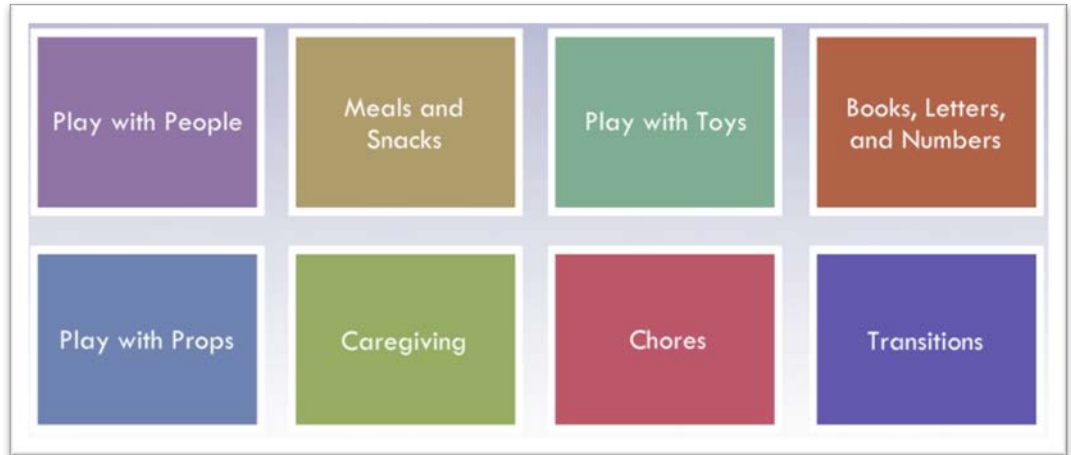 Play with People
Meals and
Snacks
Play with Toys
Books, Letters,
and Numbers
Play with Props
Caregiving
Chores
Transitions